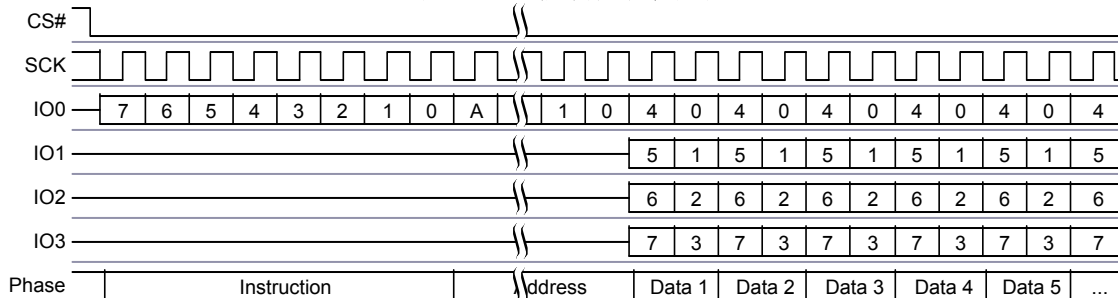 CS#
SCK
IO0 7 6 5 4 3 2 1 0 A 1 0 4 0 4 0 4 0 4 0 4 0 4
IO1 5 1 5 1 5 1 5 1 5 1 5
IO2 6 2 6 2 6 2 6 2 6 2 6
IO3 7 3 7 3 7 3 7 3 7 3 7
Phase Instruction Address Data 1 Data 2 Data 3 Data 4 Data 5 ...